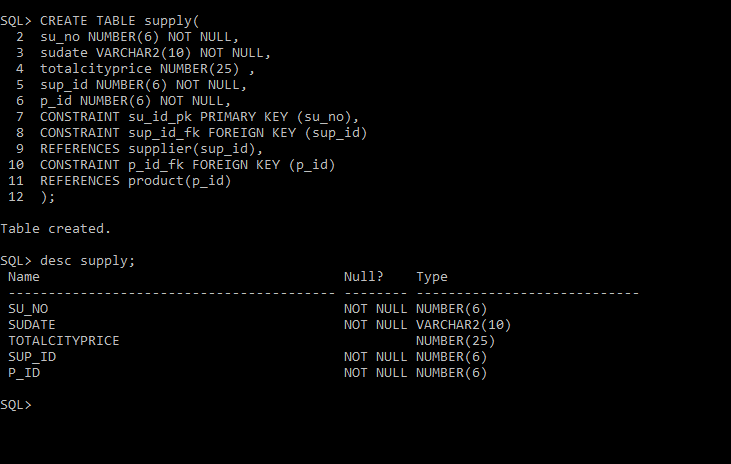 SQL> CREATE TABLE supply(
  2  su_no NUMBER(6) NOT NULL,
  3  sudate VARCHAR2(10) NOT NULL,
  4  totalcityprice NUMBER(25) ,
  5  sup_id NUMBER(6) NOT NULL,
  6  p_id NUMBER(6) NOT NULL,
  7  CONSTRAINT su_id_pk PRIMARY KEY (su_no),
  8  CONSTRAINT sup_id_fk FOREIGN KEY (sup_id)
  9  REFERENCES supplier(sup_id),
 10  CONSTRAINT p_id_fk FOREIGN KEY (p_id)
 11  REFERENCES product(p_id)
 12  );
Table created.
SQL> desc supply;
 Name                                      Null?    Type
 ----------------------------------------- -------- ----------------------------
 SU_NO                                     NOT NULL NUMBER(6)
 SUDATE                                    NOT NULL VARCHAR2(10)
 TOTALCITYPRICE                                     NUMBER(25)
 SUP_ID                                    NOT NULL NUMBER(6)
 P_ID                                      NOT NULL NUMBER(6)
SQL>